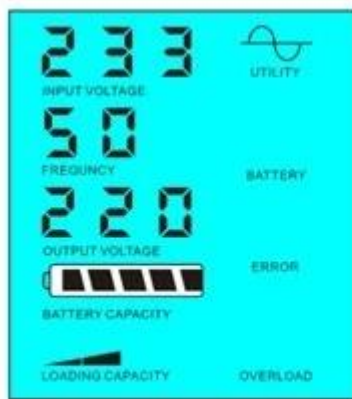 233
INPUT VOLTAGE
UTILITY
50
FREQUNCY
BATTERY
220
OUTPUT VOLTAGE
ERROR
BATTERY CAPACITY
LOADING CAPACITY
OVERLOAD